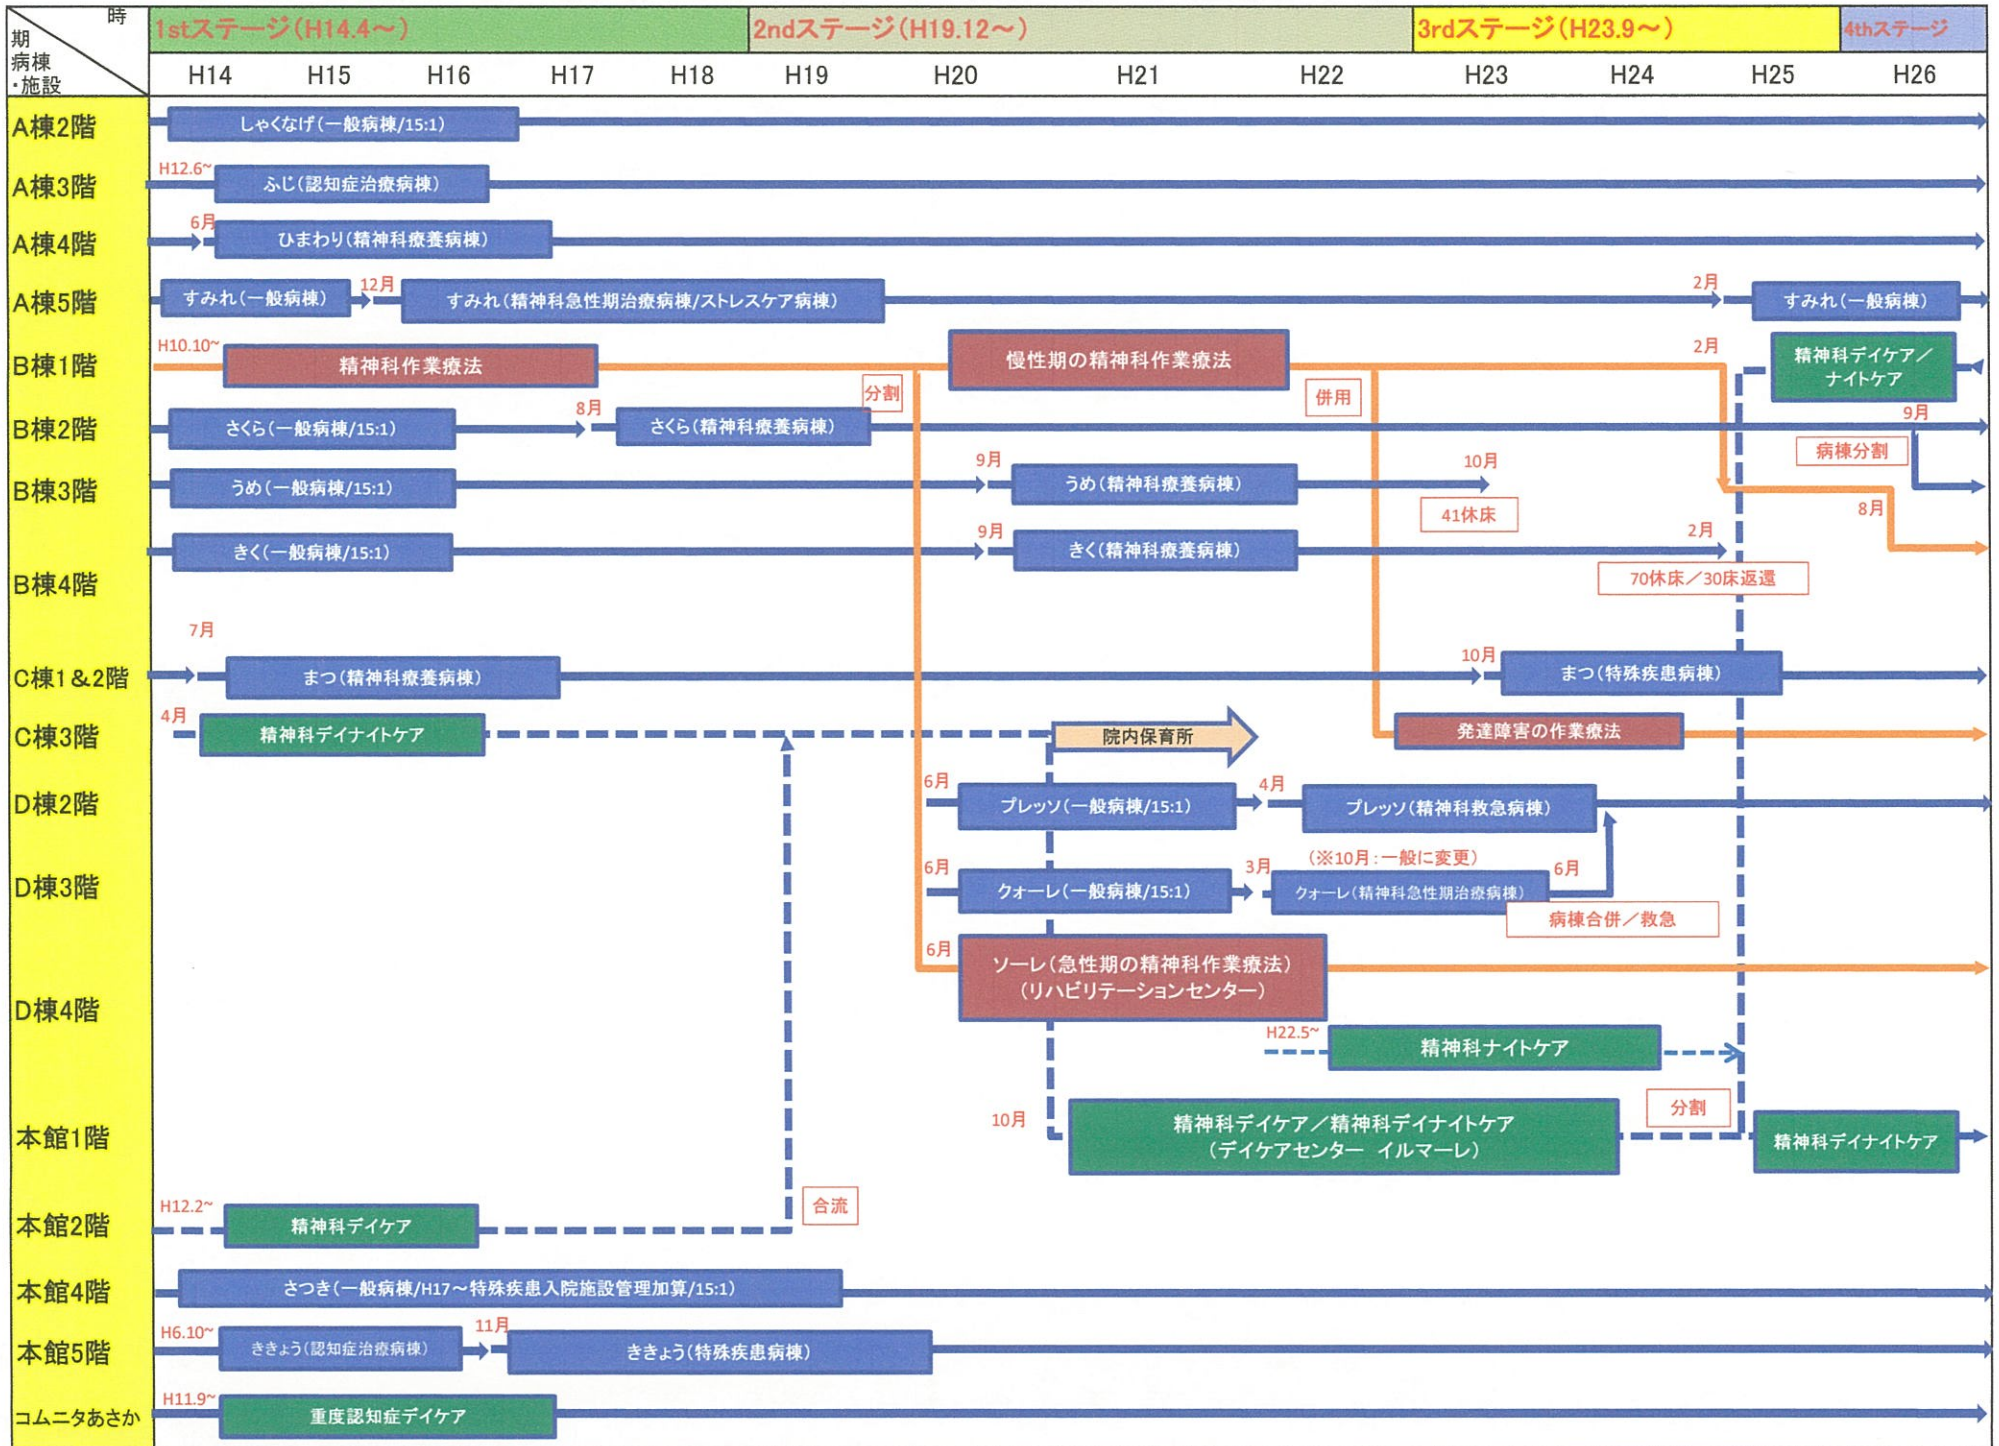 時
期
病棟
・施設
1stステージ(H14.4～)
2ndステージ(H19.12～)
3rdステージ(H23.9～)
4thステージ
H14 H15 H16 H17 H18 H19 H20 H21 H22 H23 H24 H25 H26
A棟2階
しゃくなげ(一般病棟/15:1)
A棟3階
H12.6~
ふじ(認知症治療病棟)
A棟4階
6月
ひまわり(精神科療養病棟)
A棟5階
すみれ(一般病棟)
12月
すみれ(精神科急性期治療病棟/ストレスケア病棟)
2月
すみれ(一般病棟)
B棟1階
H10.10~
精神科作業療法
分割
慢性期の精神科作業療法
併用
2月
精神科デイケア／
ナイトケア
B棟2階
さくら(一般病棟/15:1)
8月
さくら(精神科療養病棟)
9月
病棟分割
B棟3階
うめ(一般病棟/15:1)
9月
うめ(精神科療養病棟)
10月
41休床
8月
B棟4階
きく(一般病棟/15:1)
9月
きく(精神科療養病棟)
2月
70休床／30床返還
C棟1＆2階
7月
まつ(精神科療養病棟)
10月
まつ(特殊疾患病棟)
C棟3階
4月
精神科デイナイトケア
院内保育所
発達障害の作業療法
D棟2階
6月
プレッソ(一般病棟/15:1)
4月
プレッソ(精神科救急病棟)
D棟3階
6月
クォーレ(一般病棟/15:1)
3月
(※10月:一般に変更)
クォーレ(精神科急性期治療病棟)
6月
病棟合併／救急
D棟4階
6月
ソーレ(急性期の精神科作業療法)
(リハビリテーションセンター)
H22.5~
精神科ナイトケア
本館1階
10月
精神科デイケア／精神科デイナイトケア
(デイケアセンター イルマーレ)
分割
精神科デイナイトケア
本館2階
H12.2~
精神科デイケア
合流
本館4階
さつき(一般病棟/H17～特殊疾患入院施設管理加算/15:1)
本館5階
H6.10~
ききょう(認知症治療病棟)
11月
ききょう(特殊疾患病棟)
コムニタあさか
H11.9~
重度認知症デイケア